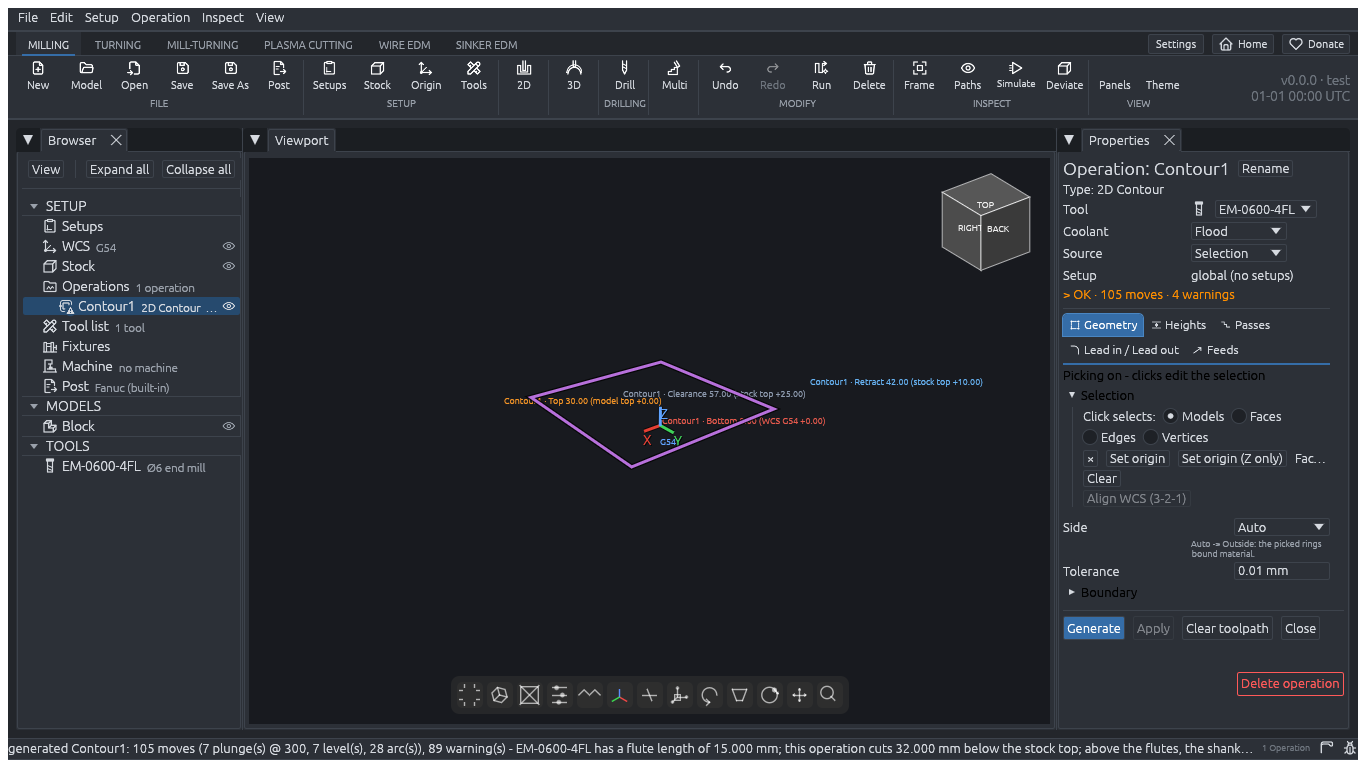 File Edit Setup Operation Inspect View
MILLING TURNING MILL-TURNING PLASMA CUTTING WIRE EDM SINKER EDM Settings Home Donate
New Model Open Save Save As Post Setups Stock Origin Tools 2D 3D Drill Multi Undo Redo Run Delete Frame Paths Simulate Deviate Panels Theme
FILE SETUP DRILLING MODIFY INSPECT VIEW
v0.0.0 · test
01-01 00:00 UTC
Browser
View Expand all Collapse all
SETUP
Setups
WCS G54
Stock
Operations 1 operation
Contour1 2D Contour ...
Tool list 1 tool
Fixtures
Machine no machine
Post Fanuc (built-in)
MODELS
Block
TOOLS
EM-0600-4FL Ø6 end mill
Viewport
TOP
RIGHT BACK
Contour1 · Retract 42.00 (stock top +10.00)
Contour1 · Clearance 57.00 (stock top +25.00)
Contour1 · Top 30.00 (model top +0.00)
Contour1 · Bottom (WCS G54 +0.00)
Z
X
Y
G54
Properties
Operation: Contour1 Rename
Type: 2D Contour
Tool EM-0600-4FL
Coolant Flood
Source Selection
Setup global (no setups)
> OK · 105 moves · 4 warnings
Geometry Heights Passes
Lead in / Lead out Feeds
Picking on - clicks edit the selection
Selection
Click selects: Models Faces
Edges Vertices
× Set origin Set origin (Z only) Fac...
Clear
Align WCS (3-2-1)
Side Auto
Auto -> Outside: the picked rings
bound material.
Tolerance 0.01 mm
Boundary
Generate Apply Clear toolpath Close
Delete operation
generated Contour1: 105 moves (7 plunge(s) @ 300, 7 level(s), 28 arc(s)), 89 warning(s) - EM-0600-4FL has a flute length of 15.000 mm; this operation cuts 32.000 mm below the stock top; above the flutes, the shank... 1 Operation